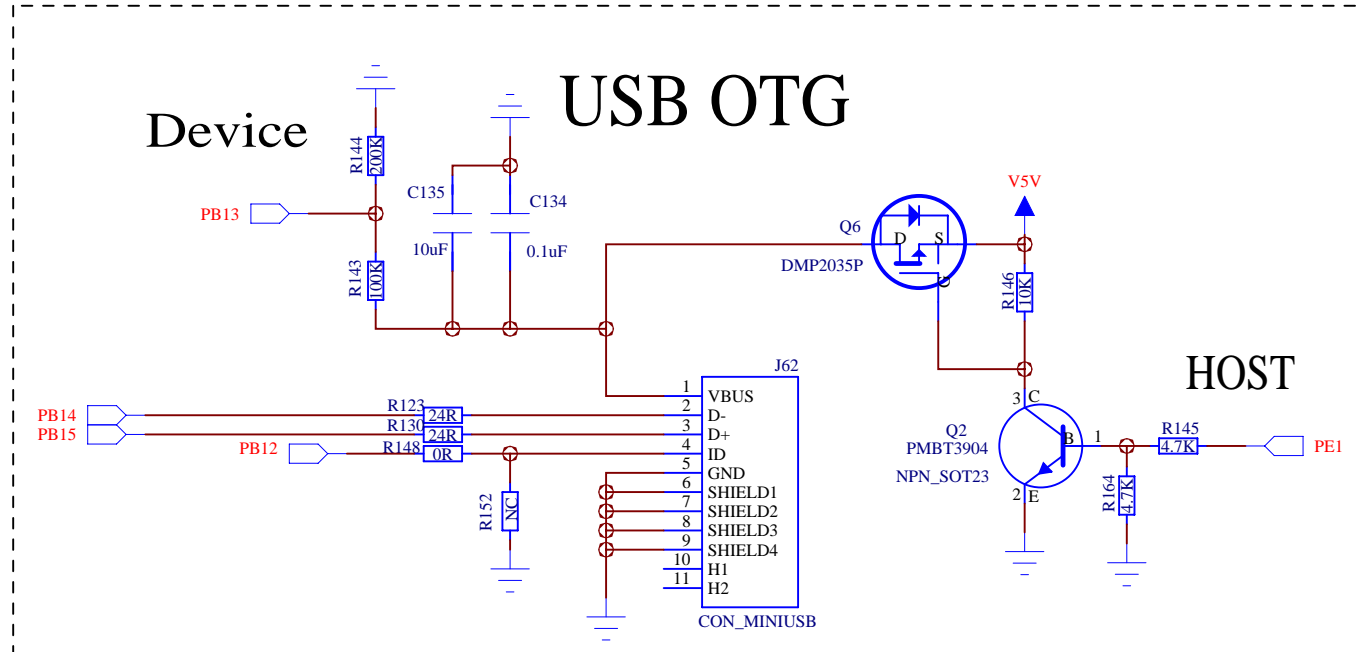 USB OTG
Device
R144
200K
C135
C134
V5V
PB13
Q6
D
S
10uF
0.1uF
DMP2035P
R143
100K
G
R146
10K
HOST
J62
1
VBUS
PB14
R123
24R
2
D-
3
C
PB15
R130
24R
3
D+
Q2
R145
PB12
R148
0R
4
ID
PMBT3904
B
1
4.7K
PE1
5
GND
NPN_SOT23
R152
NC
6
SHIELD1
2
E
R164
4.7K
7
SHIELD2
8
SHIELD3
9
SHIELD4
10
H1
11
H2
CON_MINIUSB